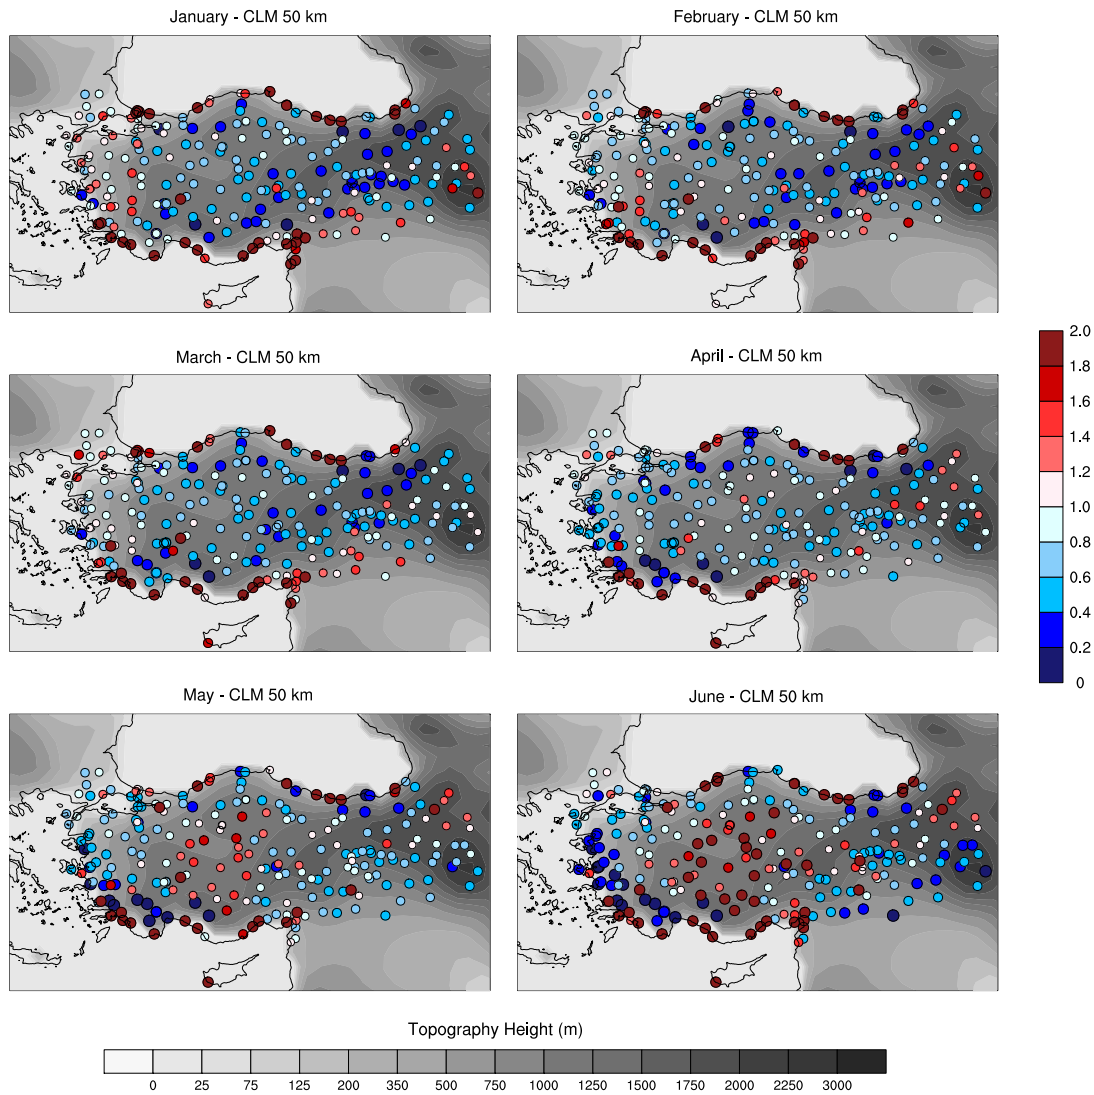 January - CLM 50 km
February - CLM 50 km
March - CLM 50 km
April - CLM 50 km
2.0
1.8
1.6
1.4
1.2
1.0
0.8
0.6
0.4
0.2
0
May - CLM 50 km
June - CLM 50 km
Topography Height (m)
0 25 75 125 200 350 500 750 1000 1250 1500 1750 2000 2250 3000